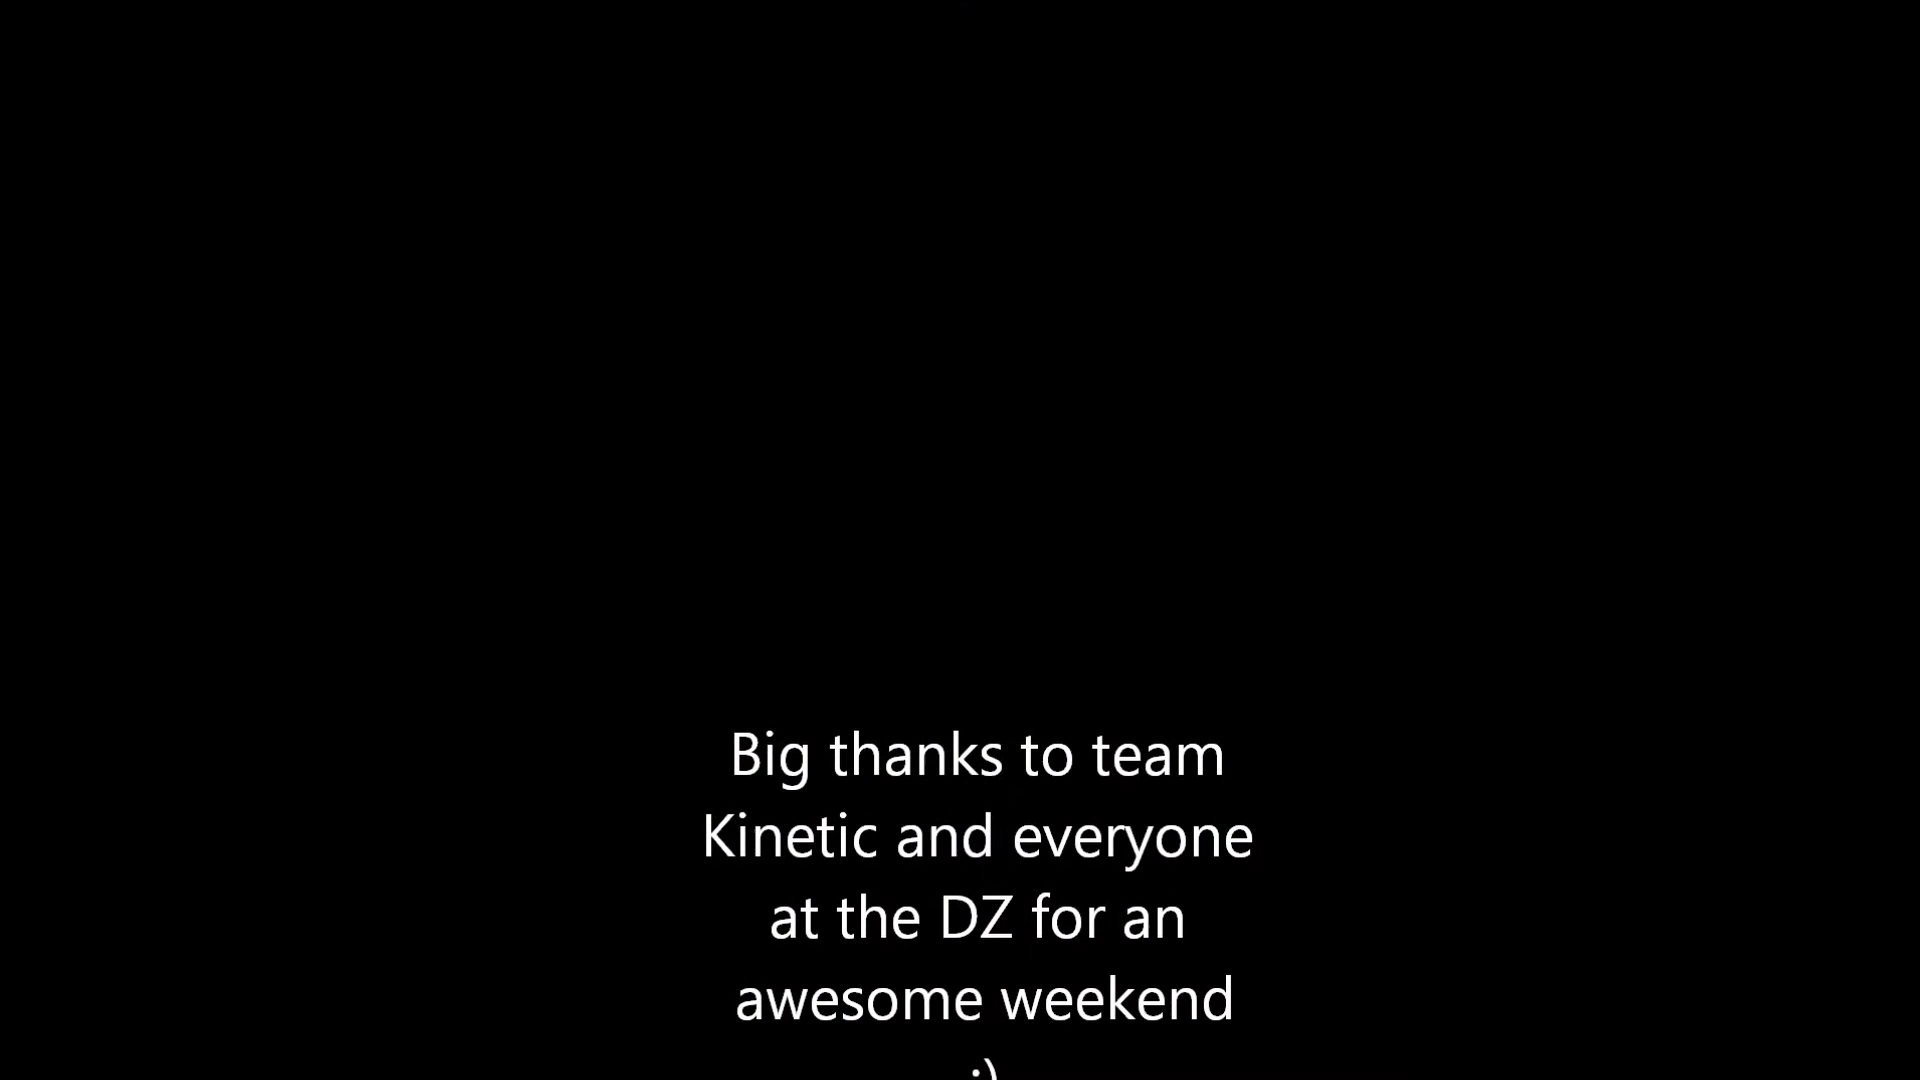 Big thanks to team
Kinetic and everyone
at the DZ for an
awesome weekend
:)